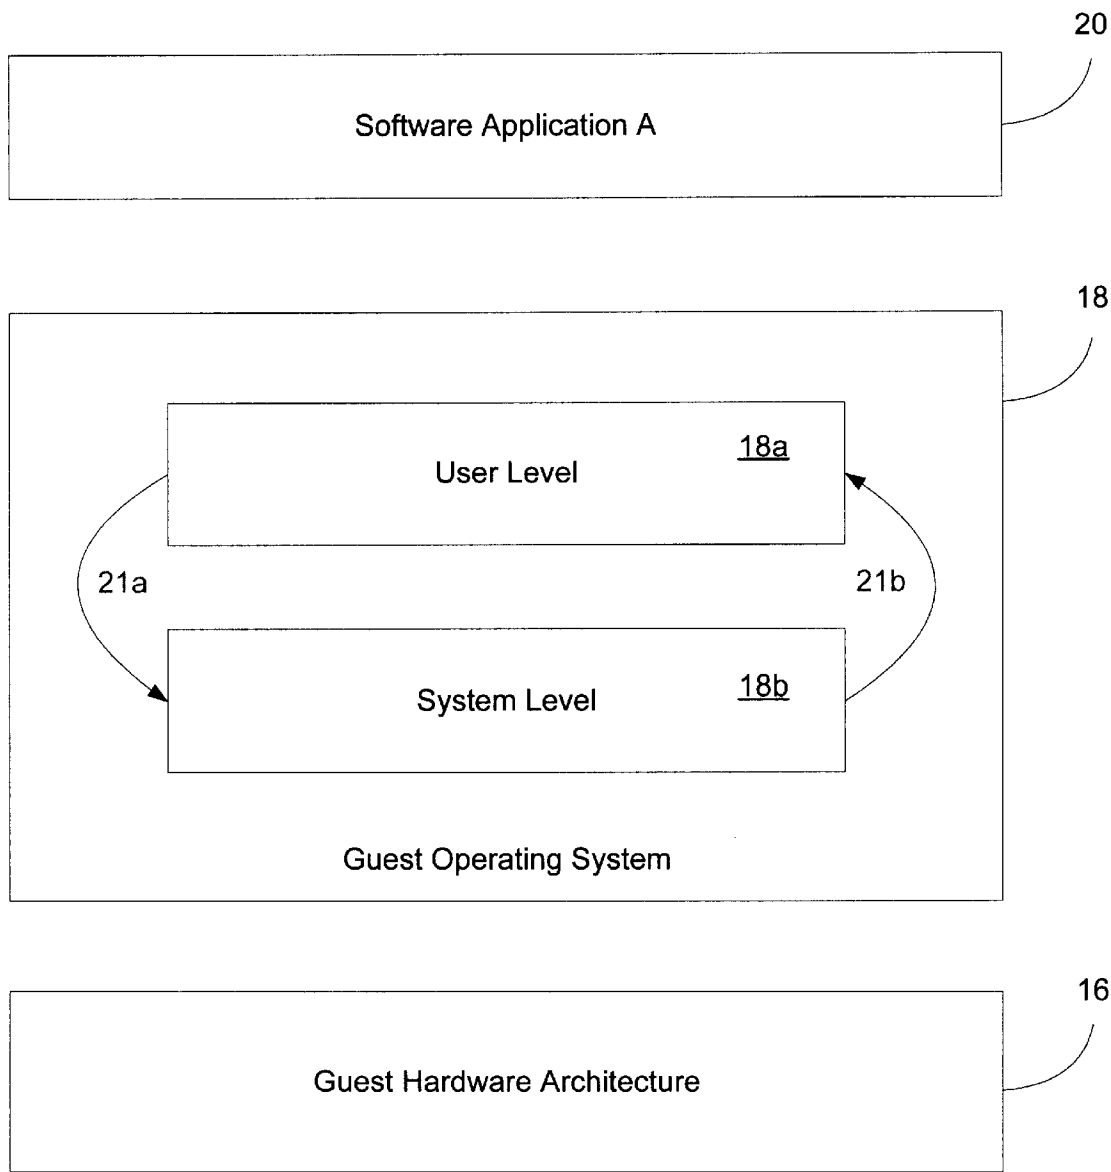 20
Software Application A
18
18a
User Level
21a
21b
18b
System Level
Guest Operating System
16
Guest Hardware Architecture